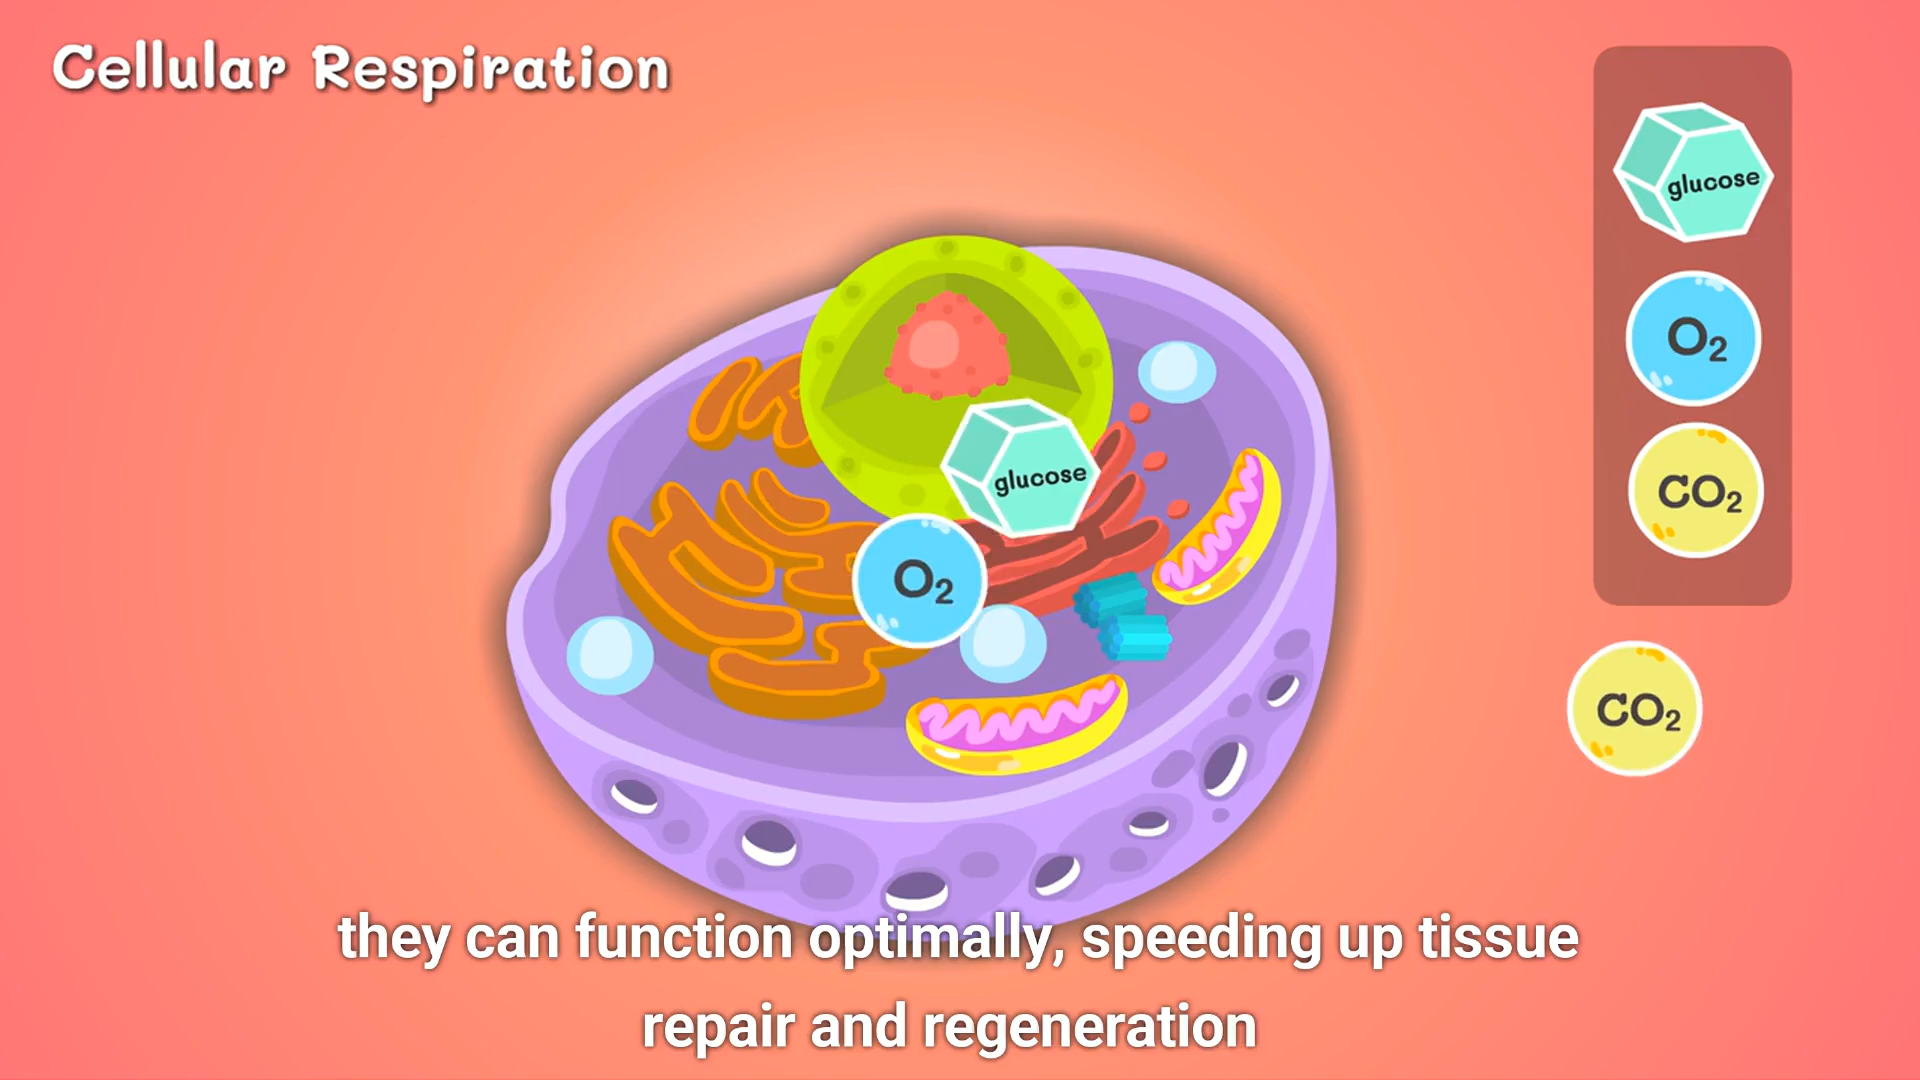 Cellular Respiration
glucose
O₂
CO₂
glucose
O₂
CO₂
they can function optimally, speeding up tissue
repair and regeneration